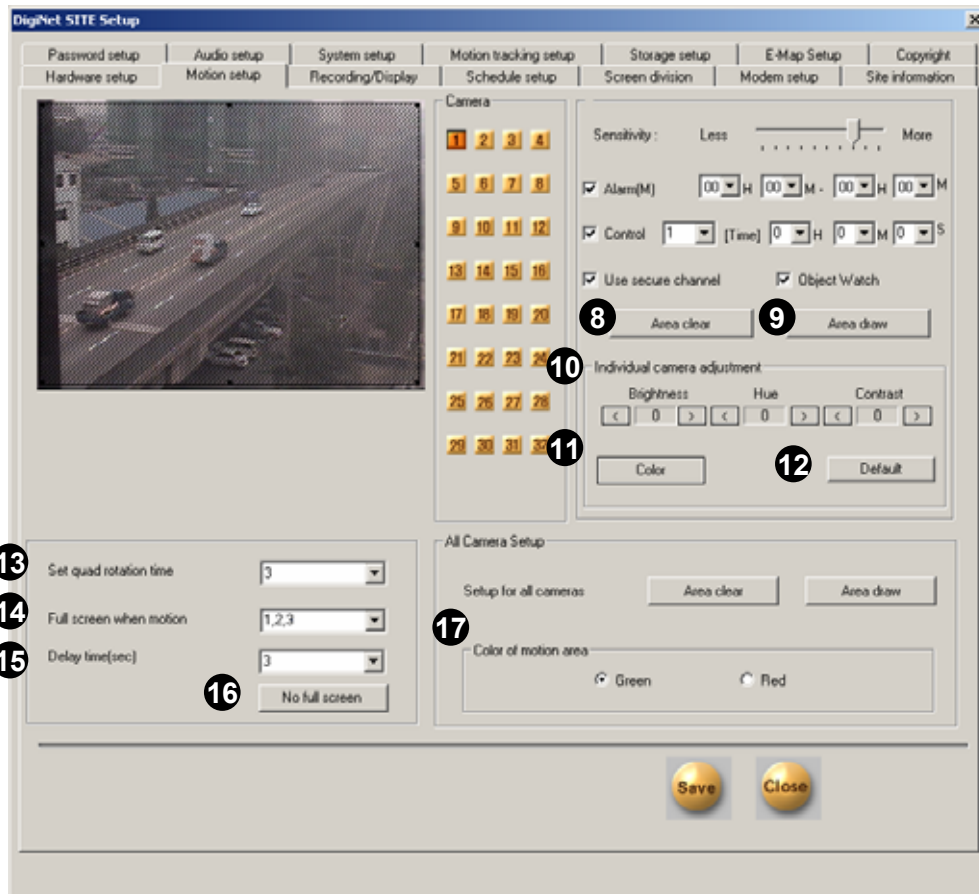 DigiNet SITE Setup
Password setup Audio setup System setup Motion tracking setup Storage setup E-Map Setup Copyright
Hardware setup Motion setup Recording/Display Schedule setup Screen division Modem setup Site information
Camera
1 2 3 4
5 6 7 8
9 10 11 12
13 14 15 16
17 18 19 20
21 22 23 24
25 26 27 28
29 30 31 32
Sensitivity : Less More
Alarm(M) 00 H 00 M - 00 H 00 M
Control 1 [Time] 0 H 0 M 0 S
Use secure channel Object Watch
8 Area clear 9 Area draw
10 Individual camera adjustment
Brightness Hue Contrast
< 0 > < 0 > < 0 >
11 Color 12 Default
13 Set quad rotation time 3
14 Full screen when motion 1,2,3
15 Delay time(sec) 3
16 No full screen
All Camera Setup
Setup for all cameras Area clear Area draw
17 Color of motion area
Green Red
Save Close